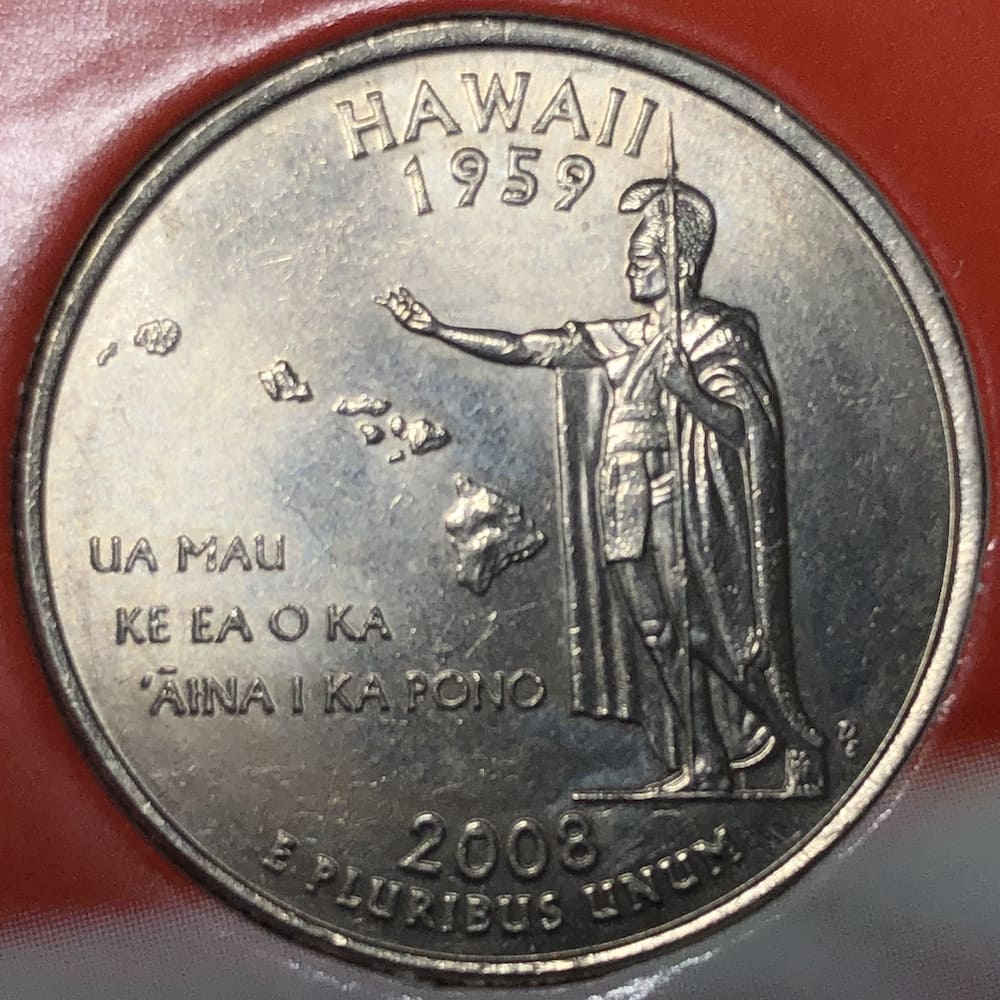 HAWAII
1959
UA MAU
KE EA O KA
ʻĀINA I KA PONO
2008
E PLURIBUS UNUM